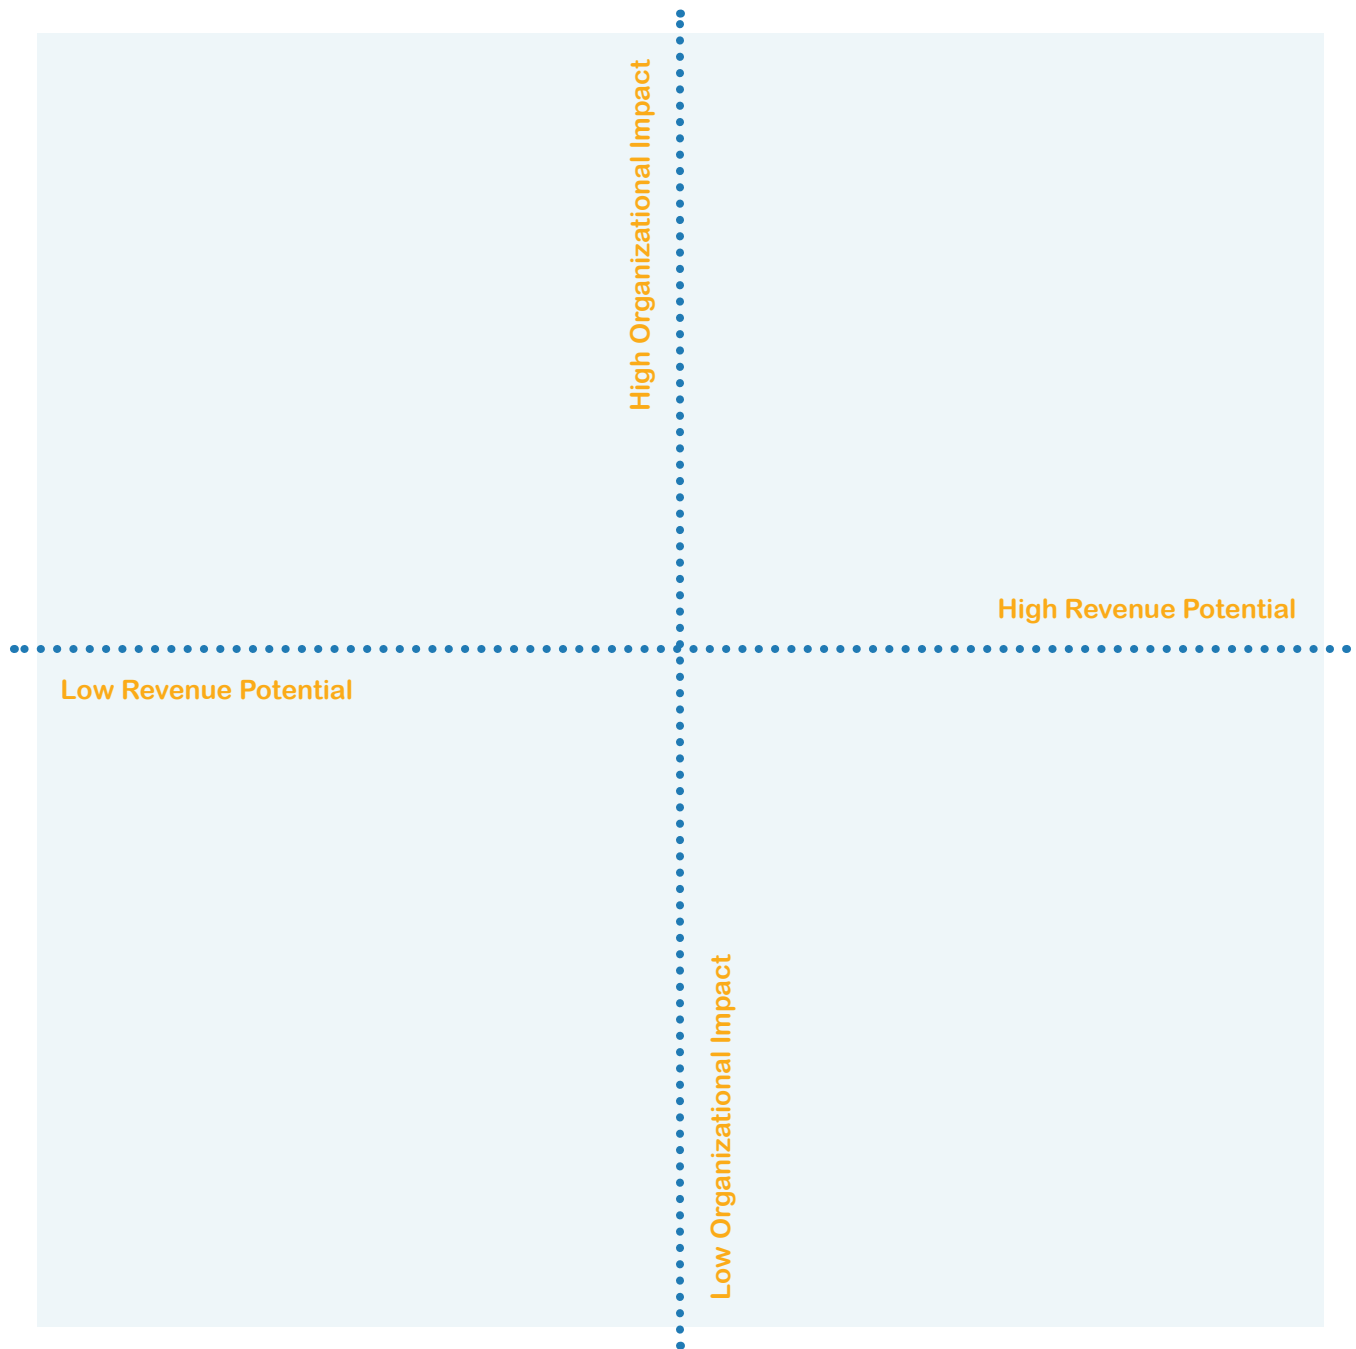 High Organizational Impact
High Revenue Potential
Low Revenue Potential
Low Organizational Impact